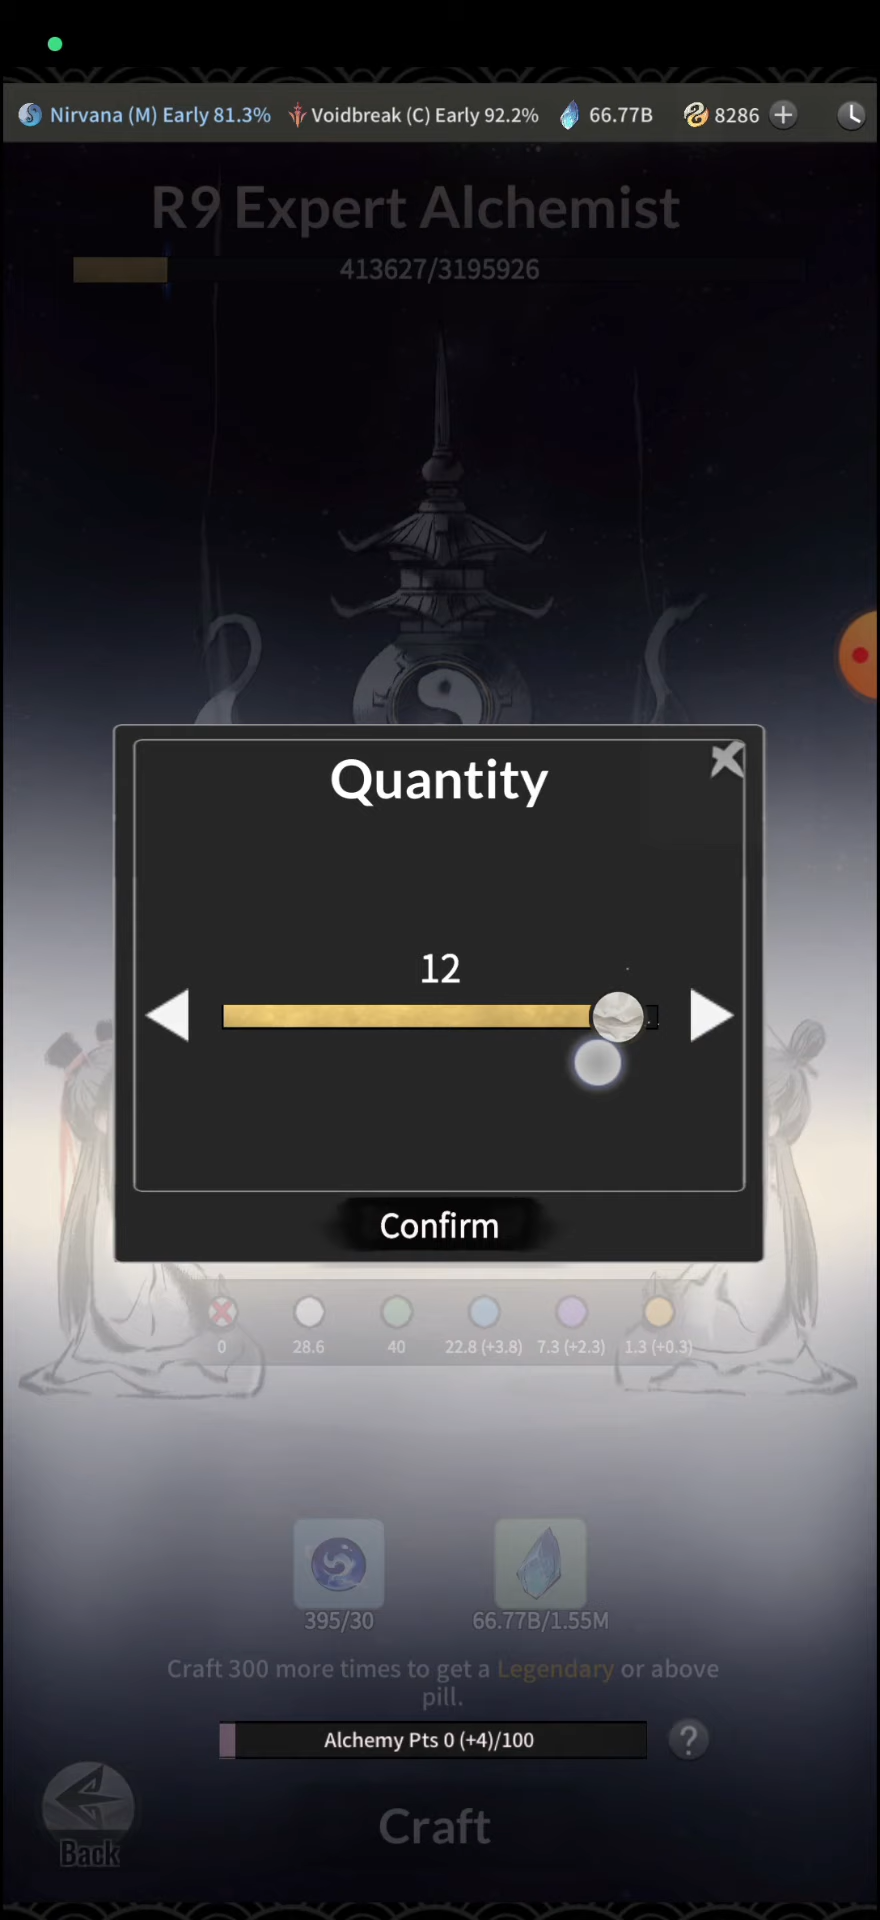 Nirvana (M) Early 81.3% Voidbreak (C) Early 92.2% 66.77B 8286
R9 Expert Alchemist
413627/3195926
Quantity
12
Confirm
0 28.6 40 22.8 (+3.8) 7.3 (+2.3) 1.3 (+0.3)
395/30 66.77B/1.55M
Craft 300 more times to get a Legendary or above
pill.
Alchemy Pts 0 (+4)/100 ?
Craft
Back